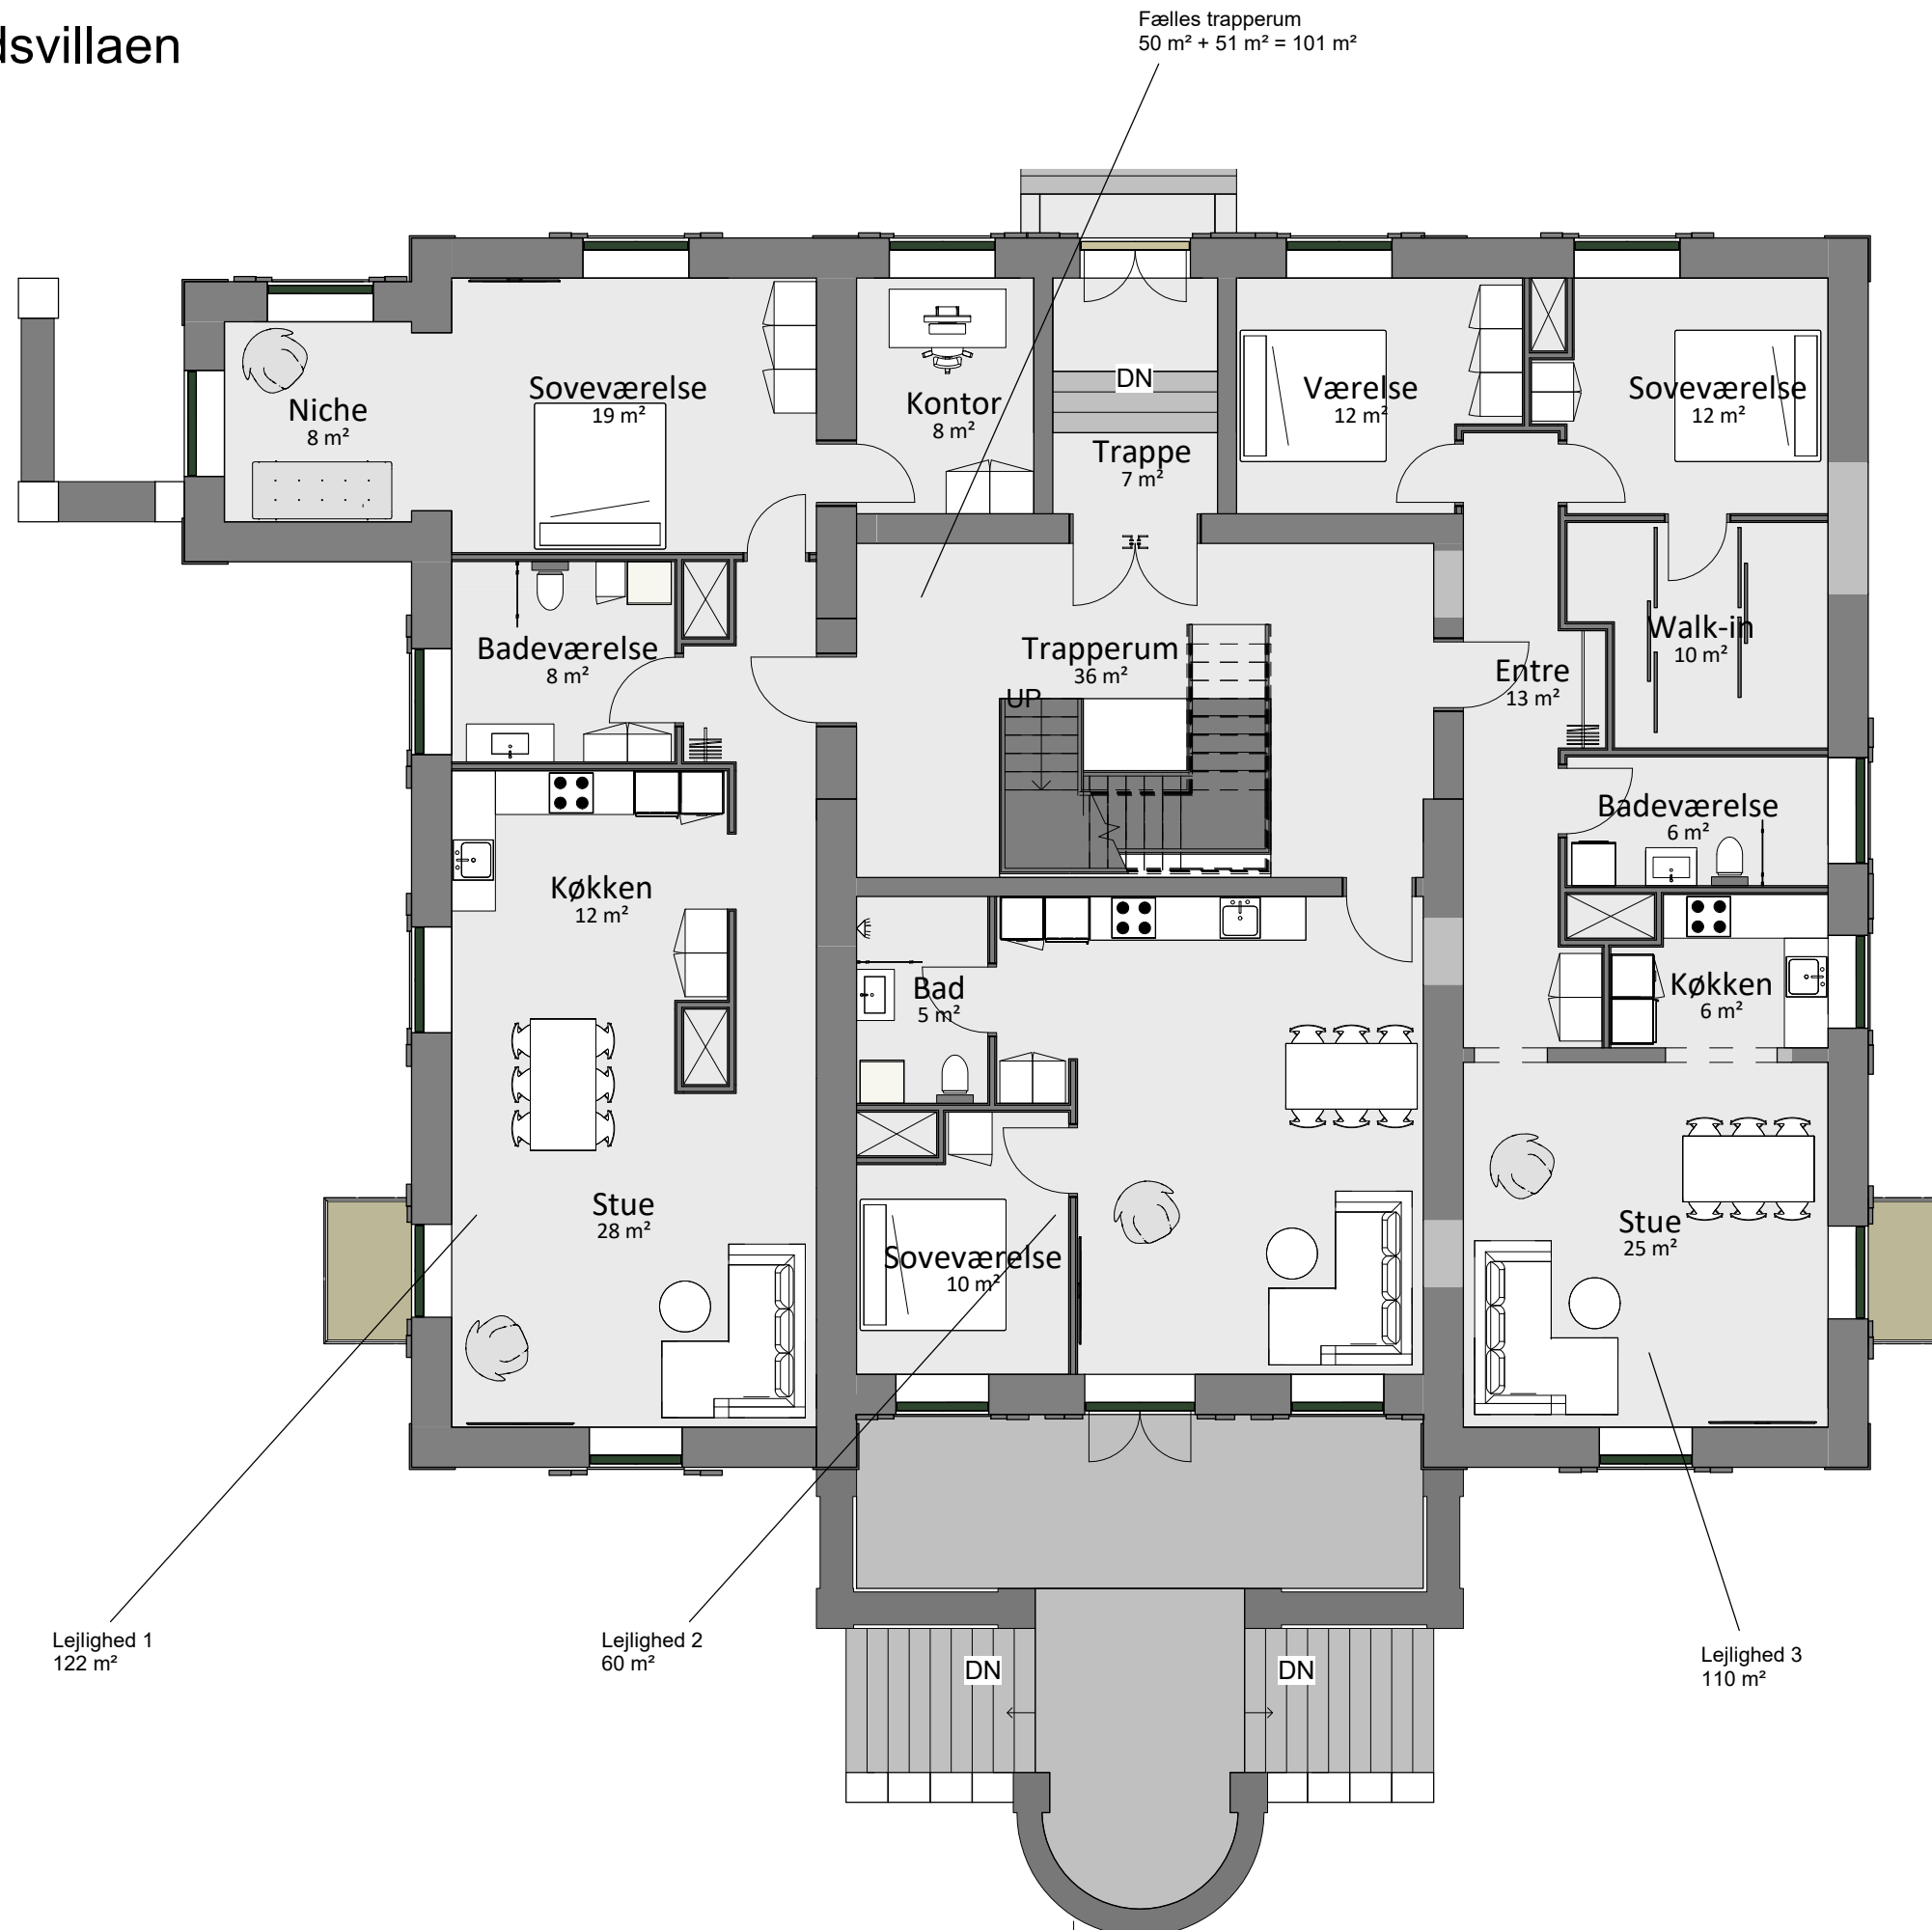 dsvillaen
Fælles trapperum
50 m² + 51 m² = 101 m²
Niche
8 m²
Soveværelse
19 m²
Kontor
8 m²
DN
Trappe
7 m²
Værelse
12 m²
Soveværelse
12 m²
Badeværelse
8 m²
Trapperum
36 m²
UP
Entre
13 m²
Walk-in
10 m²
Badeværelse
6 m²
Køkken
12 m²
Bad
5 m²
Køkken
6 m²
Stue
28 m²
Soveværelse
10 m²
Stue
25 m²
Lejlighed 1
122 m²
Lejlighed 2
60 m²
DN
DN
Lejlighed 3
110 m²